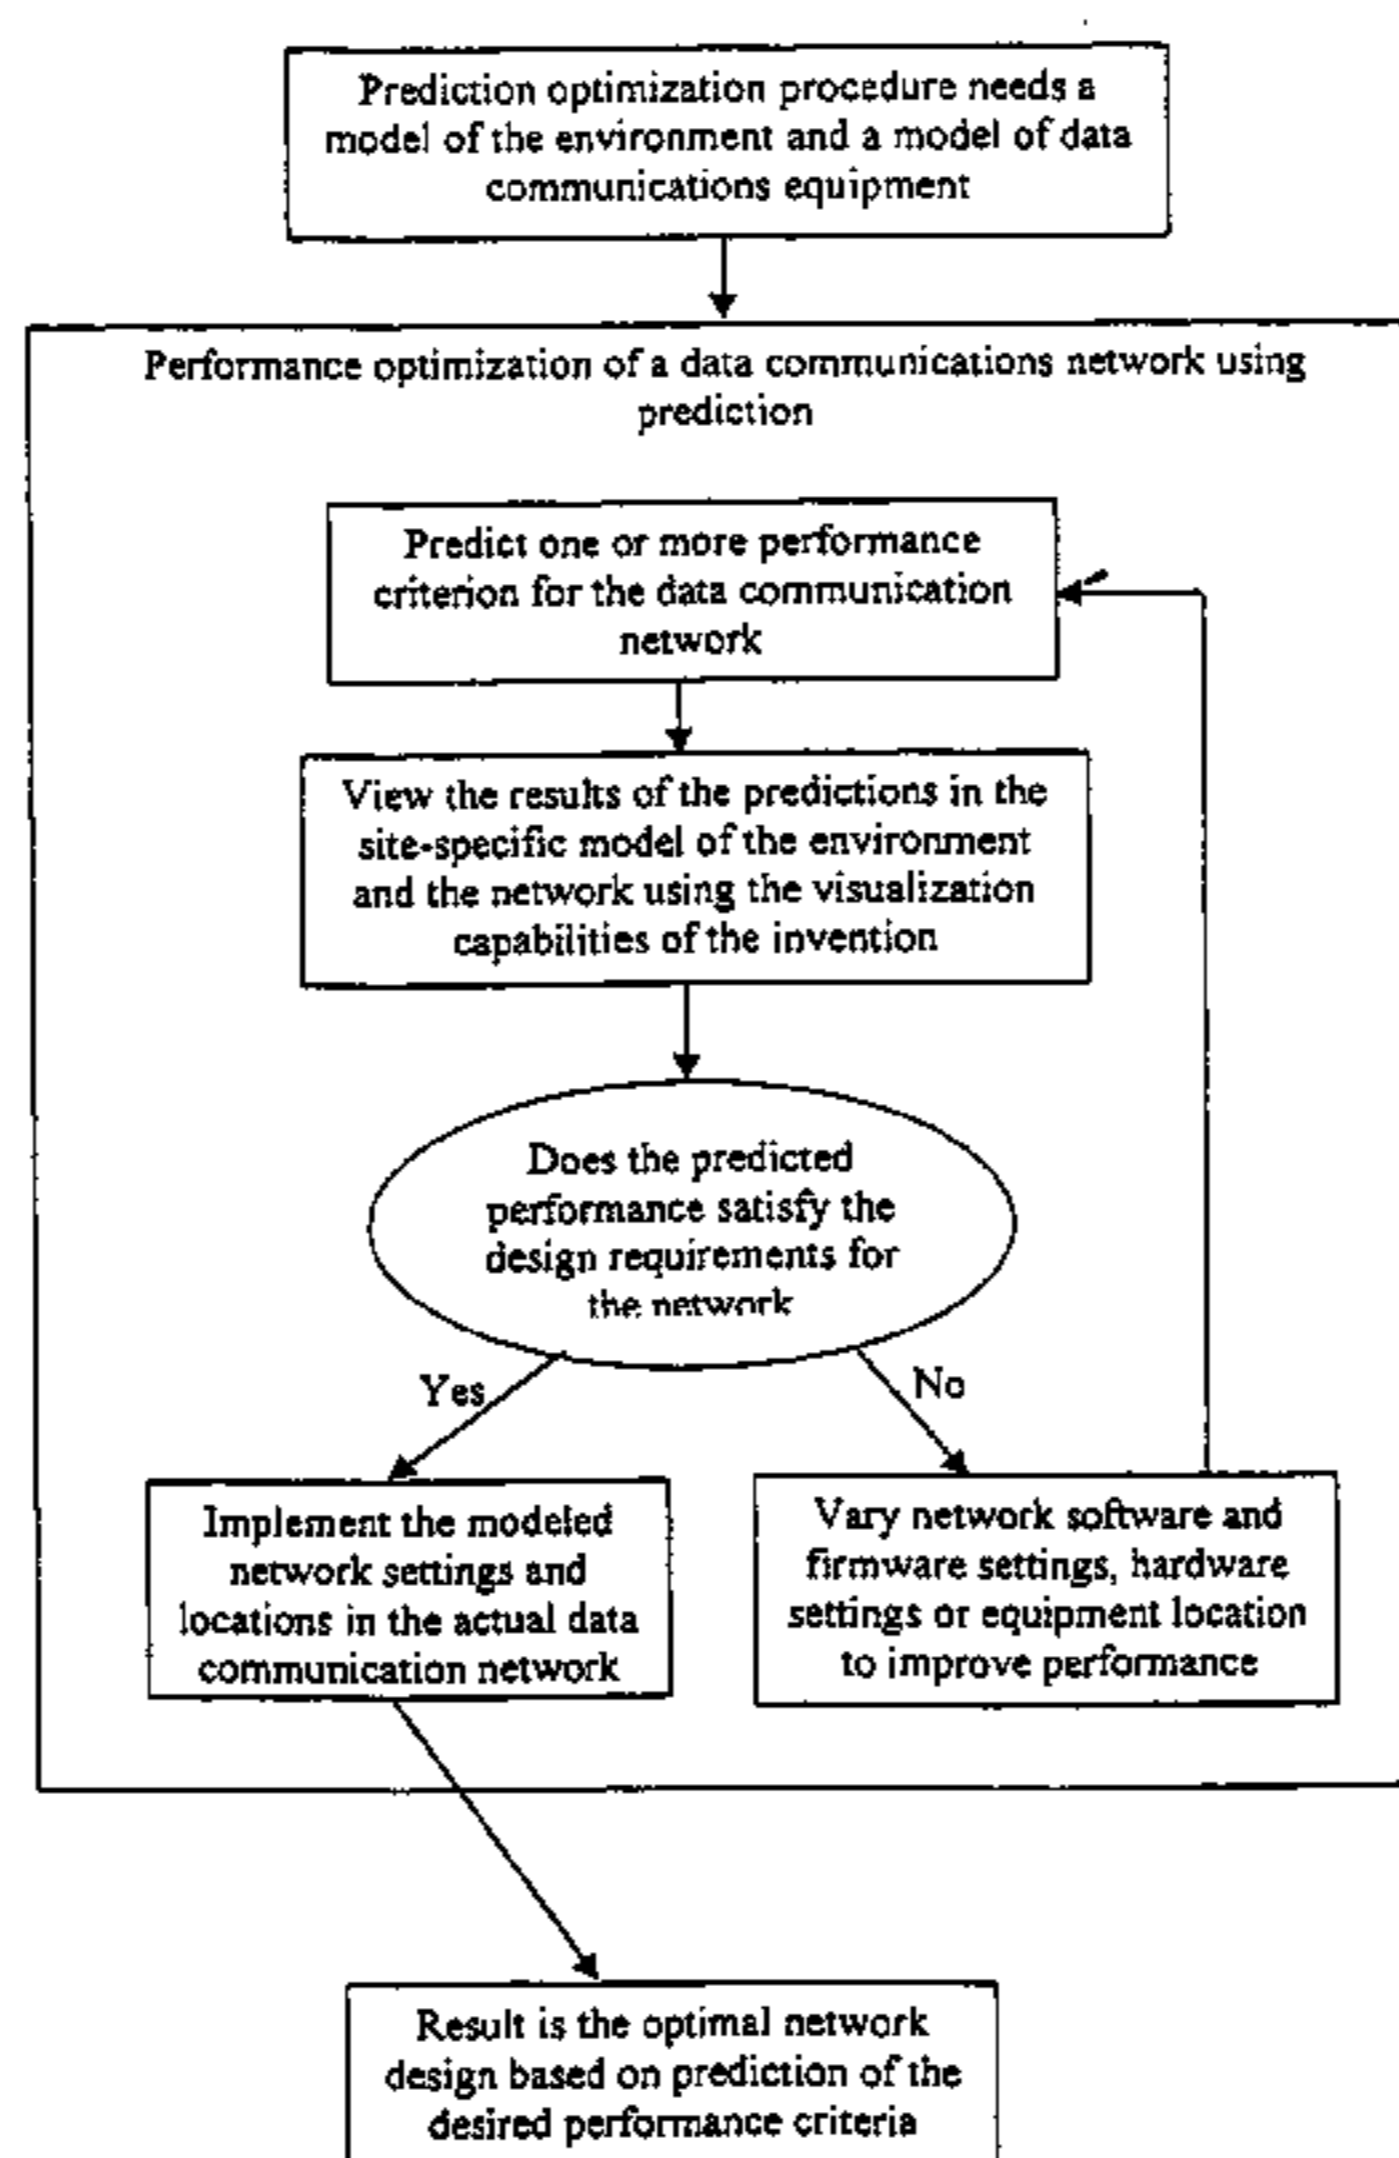 Prediction optimization procedure needs a
model of the environment and a model of data
communications equipment
Performance optimization of a data communications network using
prediction
Predict one or more performance
criterion for the data communication
network
View the results of the predictions in the
site-specific model of the environment
and the network using the visualization
capabilities of the invention
Does the predicted
performance satisfy the
design requirements for
the network
Yes
No
Implement the modeled
network settings and
locations in the actual data
communication network
Vary network software and
firmware settings, hardware
settings or equipment location
to improve performance
Result is the optimal network
design based on prediction of the
desired performance criteria